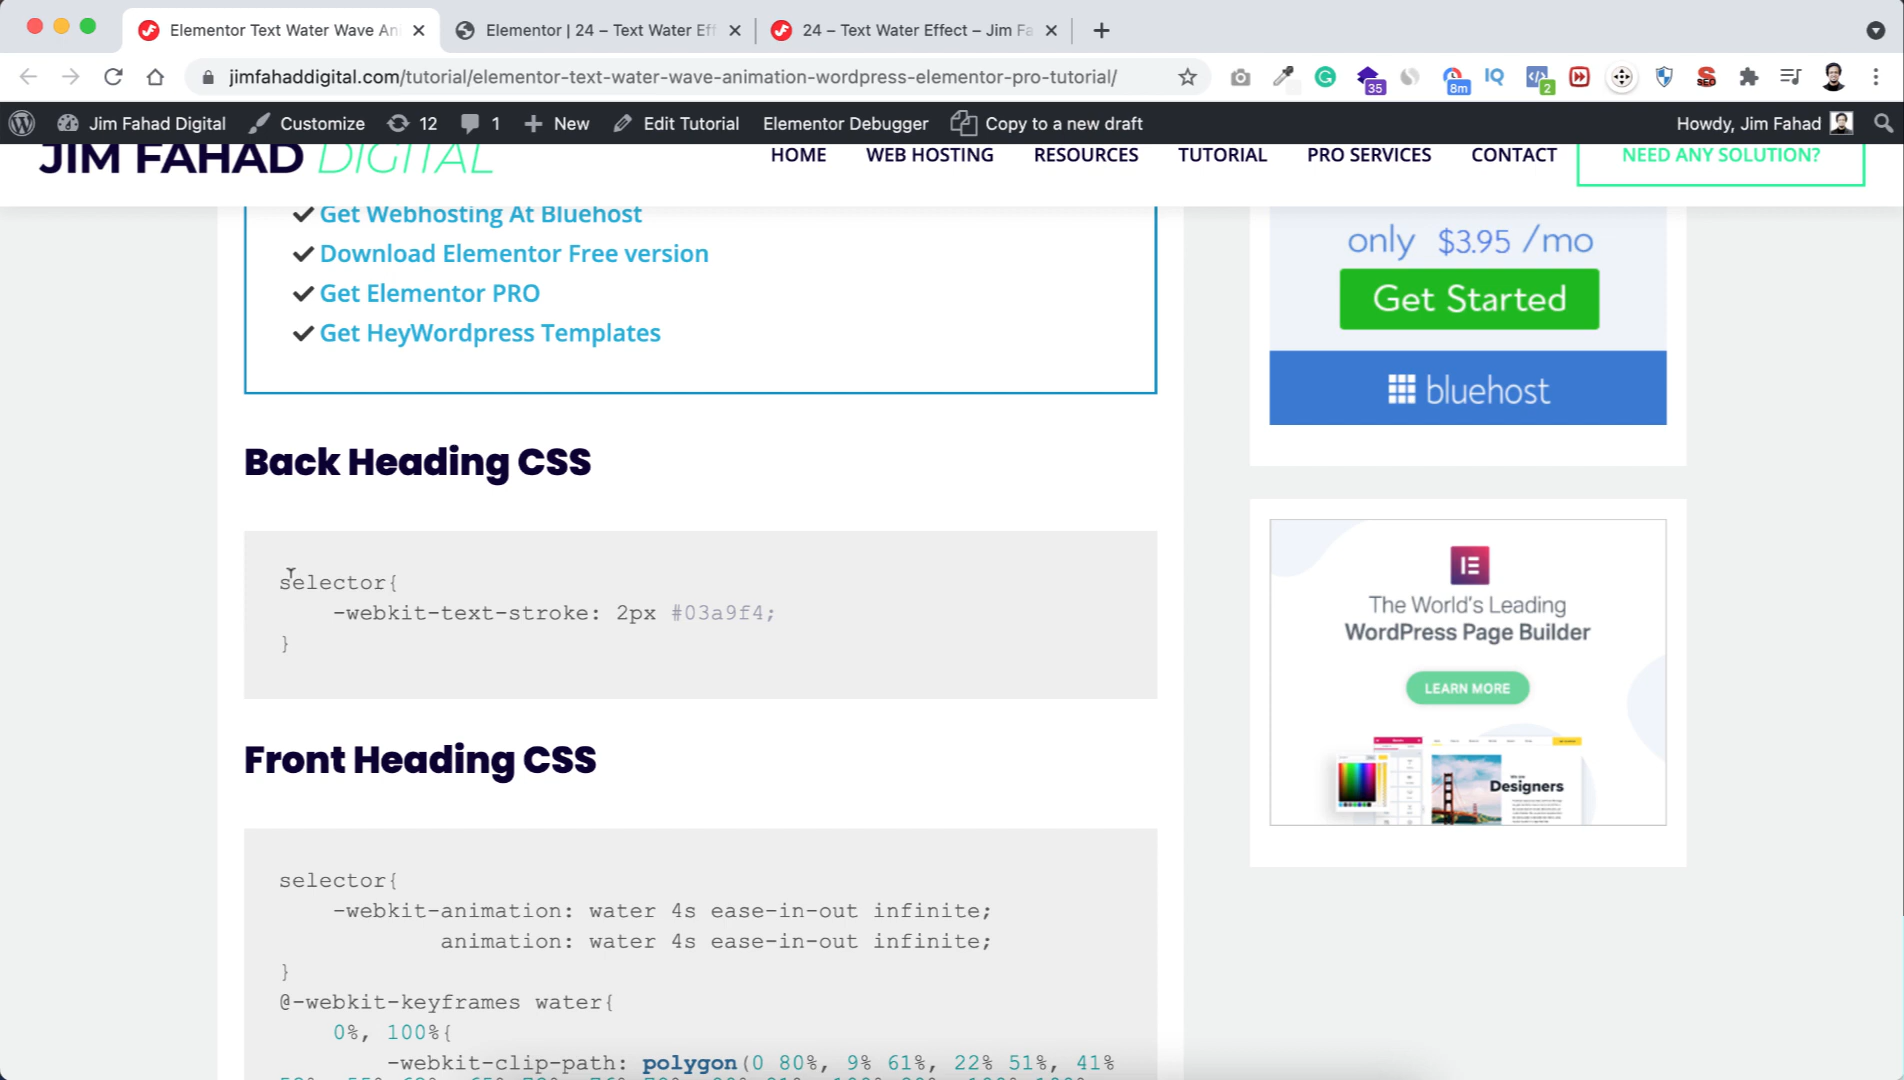 Elementor Text Water Wave An
Elementor | 24 – Text Water Eff
24 – Text Water Effect – Jim Fa
jimfahaddigital.com/tutorial/elementor-text-water-wave-animation-wordpress-elementor-pro-tutorial/
35
8m
IQ
2
SEO
Jim Fahad Digital
Customize
12
1
New
Edit Tutorial
Elementor Debugger
Copy to a new draft
Howdy, Jim Fahad
JIM FAHAD DIGITAL
HOME
WEB HOSTING
RESOURCES
TUTORIAL
PRO SERVICES
CONTACT
NEED ANY SOLUTION?
Get Webhosting At Bluehost
Download Elementor Free version
Get Elementor PRO
Get HeyWordpress Templates
only $3.95 /mo
Get Started
bluehost
Back Heading CSS
selector{
-webkit-text-stroke: 2px #03a9f4;
}
The World's Leading
WordPress Page Builder
LEARN MORE
Designers
Front Heading CSS
selector{
-webkit-animation: water 4s ease-in-out infinite;
animation: water 4s ease-in-out infinite;
}
@-webkit-keyframes water{
0%, 100%{
-webkit-clip-path: polygon(0 80%, 9% 61%, 22% 51%, 41%